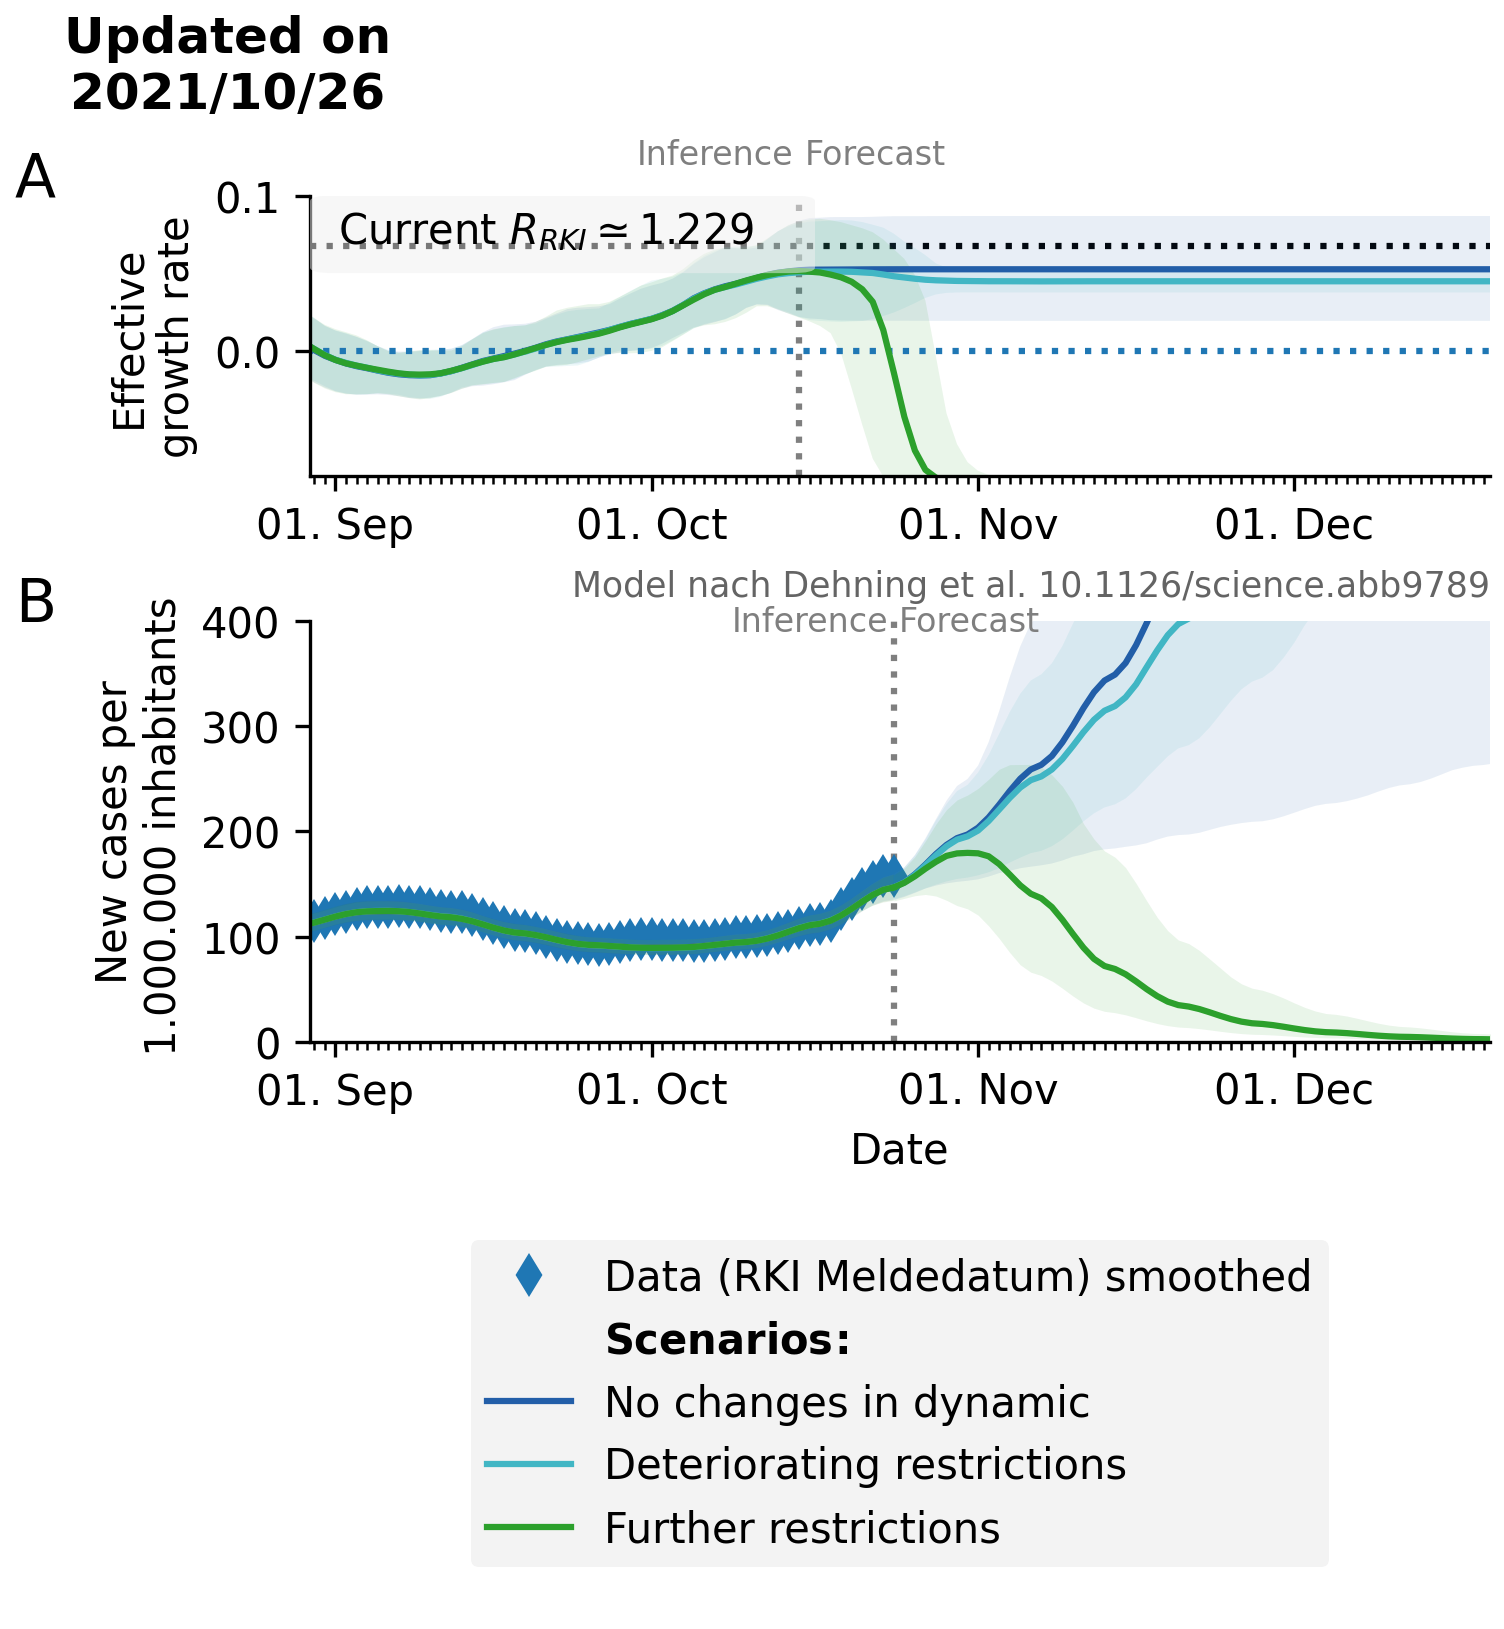 Updated on
2021/10/26
A
Inference Forecast
0.1
0.0
Effective
growth rate
Current R_RKI ≃ 1.229
01. Sep 01. Oct 01. Nov 01. Dec
B
Model nach Dehning et al. 10.1126/science.abb9789
Inference Forecast
400
300
200
100
0
New cases per
1.000.000 inhabitants
01. Sep 01. Oct 01. Nov 01. Dec
Date
Data (RKI Meldedatum) smoothed
Scenarios:
No changes in dynamic
Deteriorating restrictions
Further restrictions